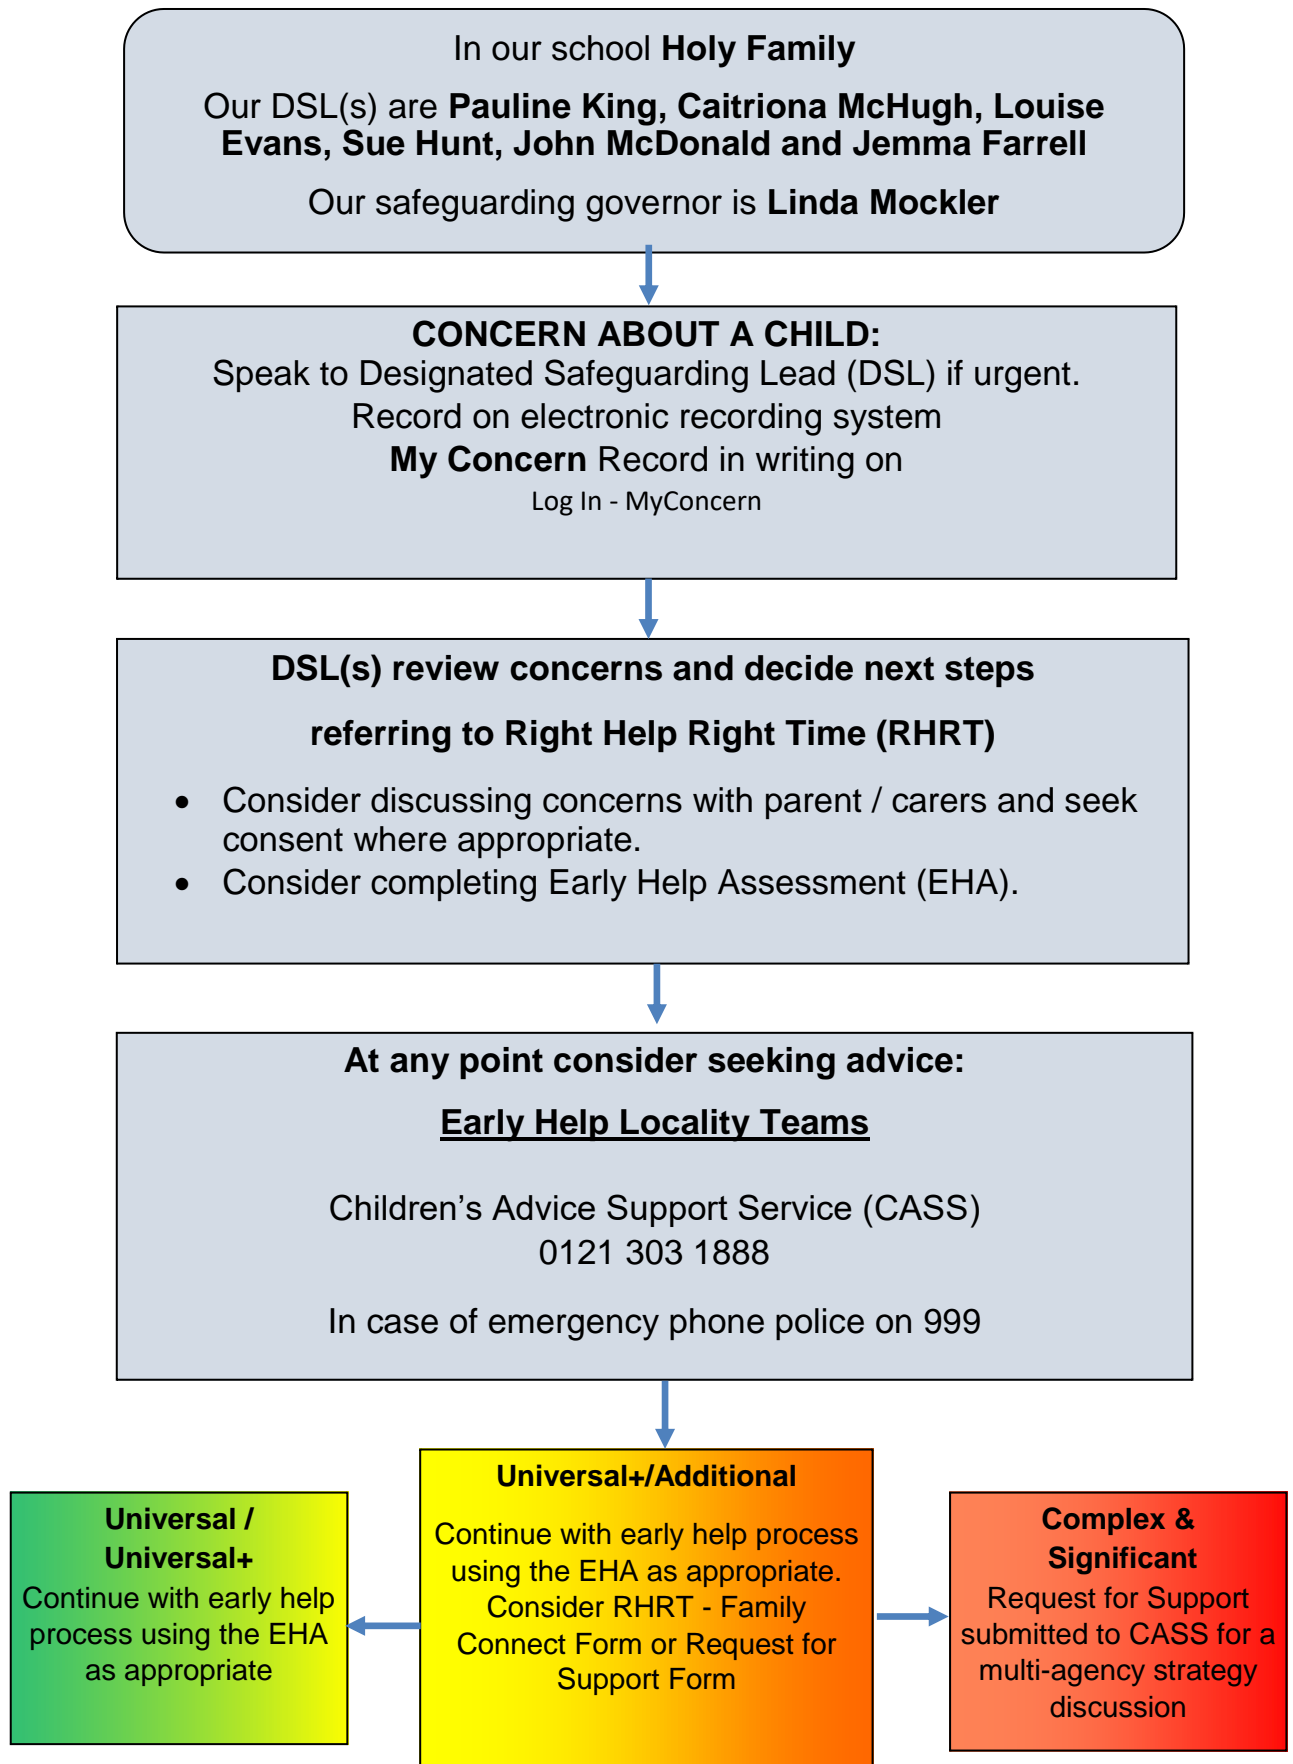 In our school Holy Family
Our DSL(s) are Pauline King, Caitriona McHugh, Louise
Evans, Sue Hunt, John McDonald and Jemma Farrell
Our safeguarding governor is Linda Mockler
CONCERN ABOUT A CHILD:
Speak to Designated Safeguarding Lead (DSL) if urgent.
Record on electronic recording system
My Concern Record in writing on
Log In - MyConcern
DSL(s) review concerns and decide next steps
referring to Right Help Right Time (RHRT)
• Consider discussing concerns with parent / carers and seek
consent where appropriate.
• Consider completing Early Help Assessment (EHA).
At any point consider seeking advice:
Early Help Locality Teams
Children’s Advice Support Service (CASS)
0121 303 1888
In case of emergency phone police on 999
Universal /
Universal+
Continue with early help
process using the EHA
as appropriate
Universal+/Additional
Continue with early help process
using the EHA as appropriate.
Consider RHRT - Family
Connect Form or Request for
Support Form
Complex &
Significant
Request for Support
submitted to CASS for a
multi-agency strategy
discussion